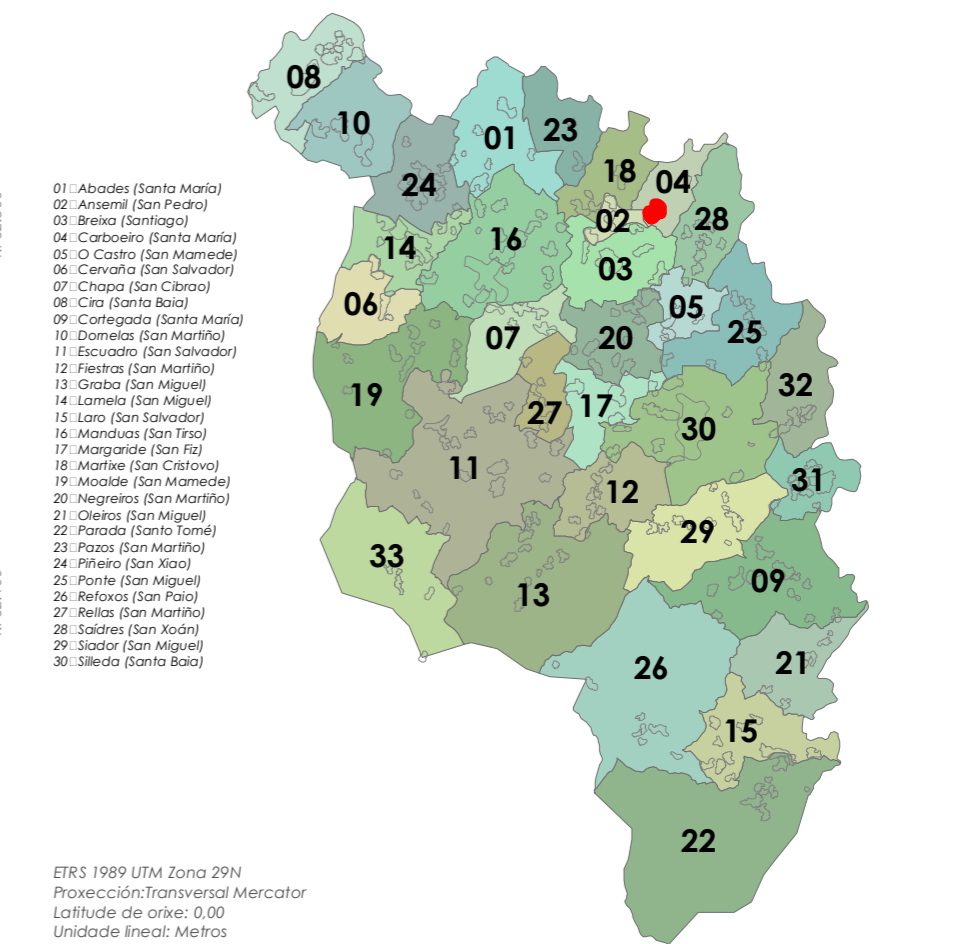 01 Abades (Santa María)
02 Ansemil (San Pedro)
03 Breixa (Santiago)
04 Carboeiro (Santa María)
05 O Castro (San Mamede)
06 Cervaña (San Salvador)
07 Chapa (San Cibrao)
08 Cira (Santa Baia)
09 Cortegada (Santa María)
10 Dornelas (San Martiño)
11 Escuadro (San Salvador)
12 Fiestras (San Martiño)
13 Graba (San Miguel)
14 Lamela (San Miguel)
15 Laro (San Salvador)
16 Manduas (San Tirso)
17 Margaride (San Fiz)
18 Martixe (San Cristovo)
19 Moalde (San Mamede)
20 Negreiros (San Martiño)
21 Oleiros (San Miguel)
22 Parada (Santo Tomé)
23 Pazos (San Martiño)
24 Piñeiro (San Xiao)
25 Ponte (San Miguel)
26 Refoxos (San Paio)
27 Rellas (San Martiño)
28 Saídres (San Xoán)
29 Siador (San Miguel)
30 Silleda (Santa Baia)
ETRS 1989 UTM Zona 29N
Proxección:Transversal Mercator
Latitude de orixe: 0,00
Unidade lineal: Metros
08
10
01
23
24
18
04
02
28
14
16
03
06
05
07
20
25
19
27
17
32
30
11
12
31
29
33
13
09
26
21
15
22